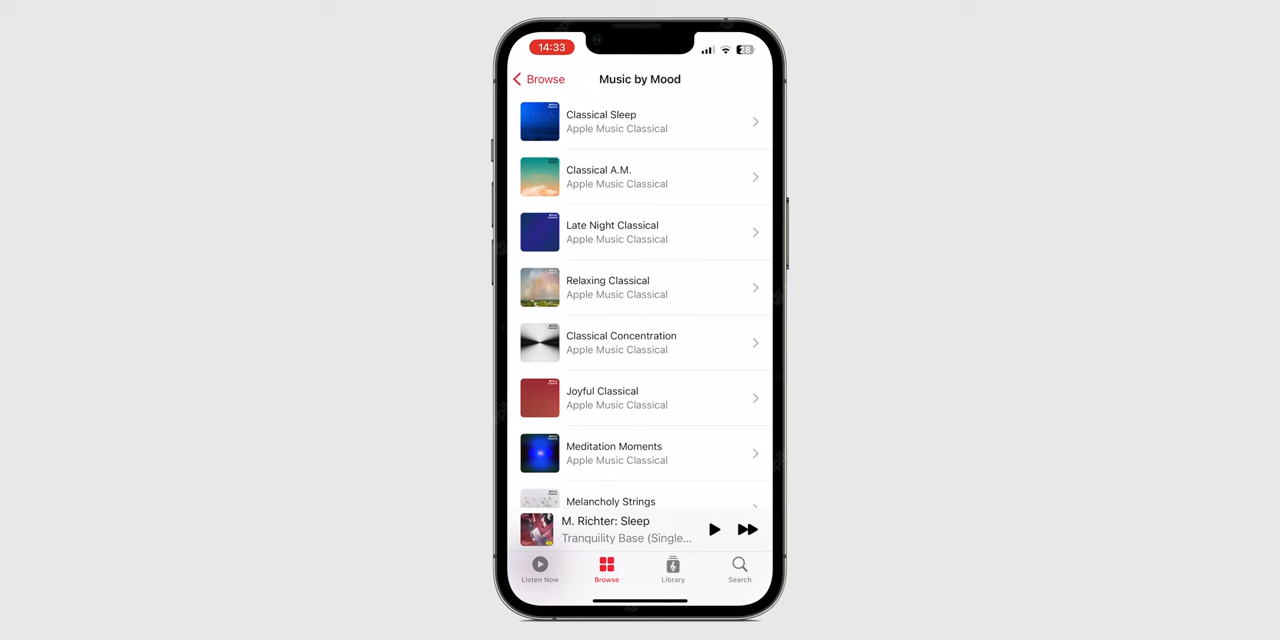 14:33
28
Browse
Music by Mood
Classical Sleep
Apple Music Classical
Classical A.M.
Apple Music Classical
Late Night Classical
Apple Music Classical
Relaxing Classical
Apple Music Classical
Classical Concentration
Apple Music Classical
Joyful Classical
Apple Music Classical
Meditation Moments
Apple Music Classical
Melancholy Strings
M. Richter: Sleep
Tranquility Base (Single...
Listen Now
Browse
Library
Search